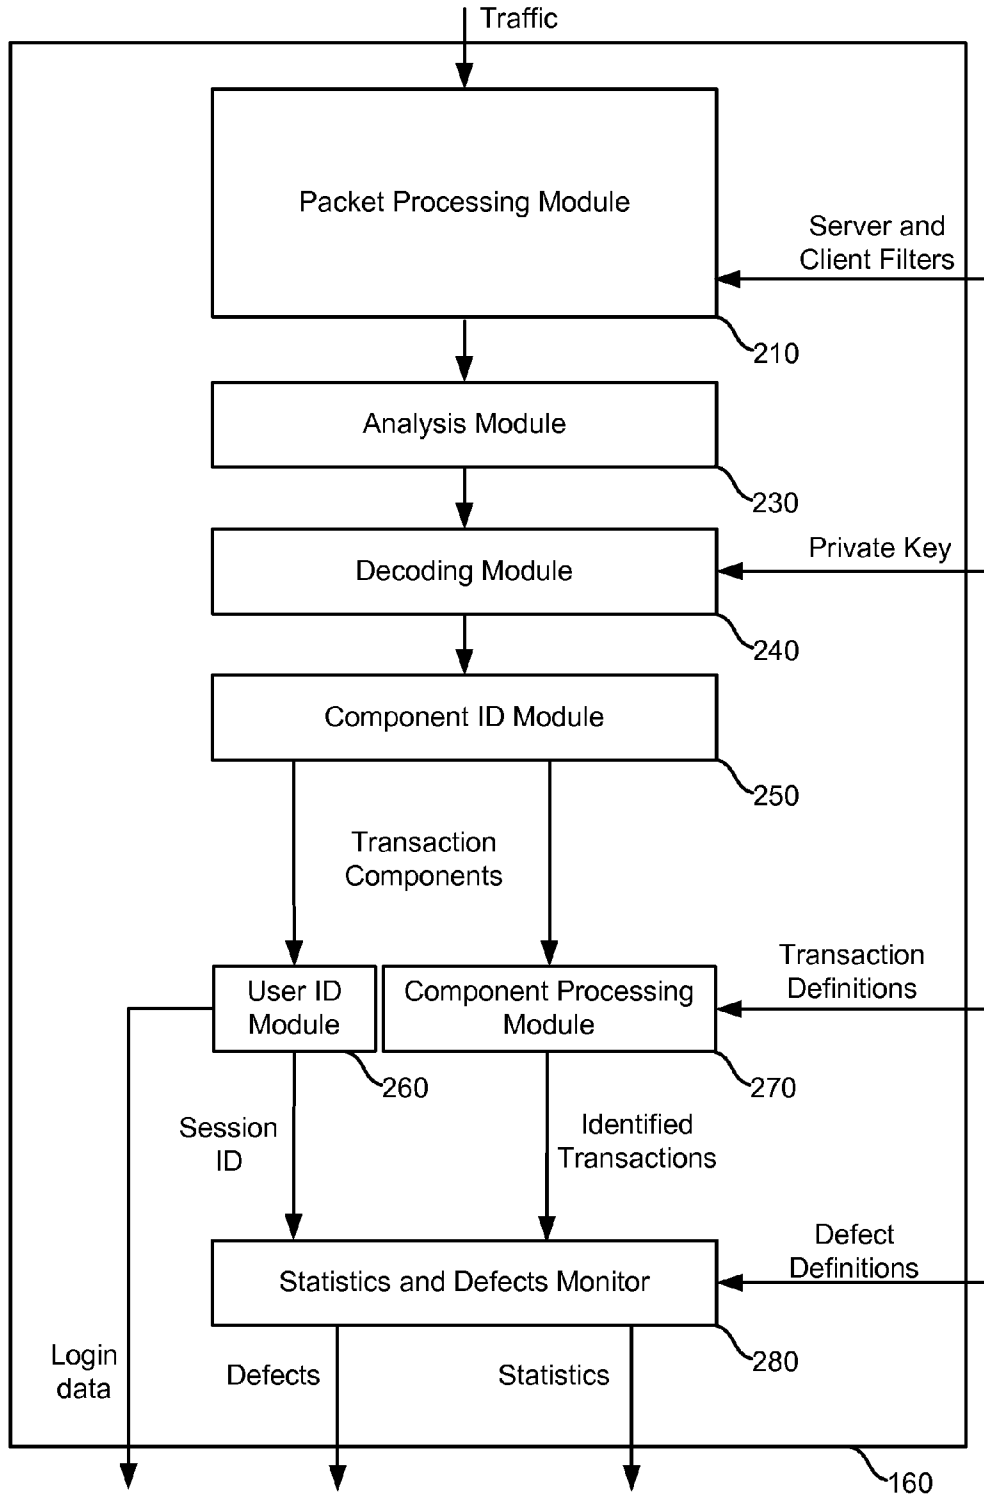 Traffic
Packet Processing Module
Server and
Client Filters
210
Analysis Module
230
Private Key
Decoding Module
240
Component ID Module
250
Transaction
Components
Transaction
Definitions
User ID
Module
Component Processing
Module
260
270
Session
ID
Identified
Transactions
Defect
Definitions
Statistics and Defects Monitor
280
Login
data
Defects
Statistics
160